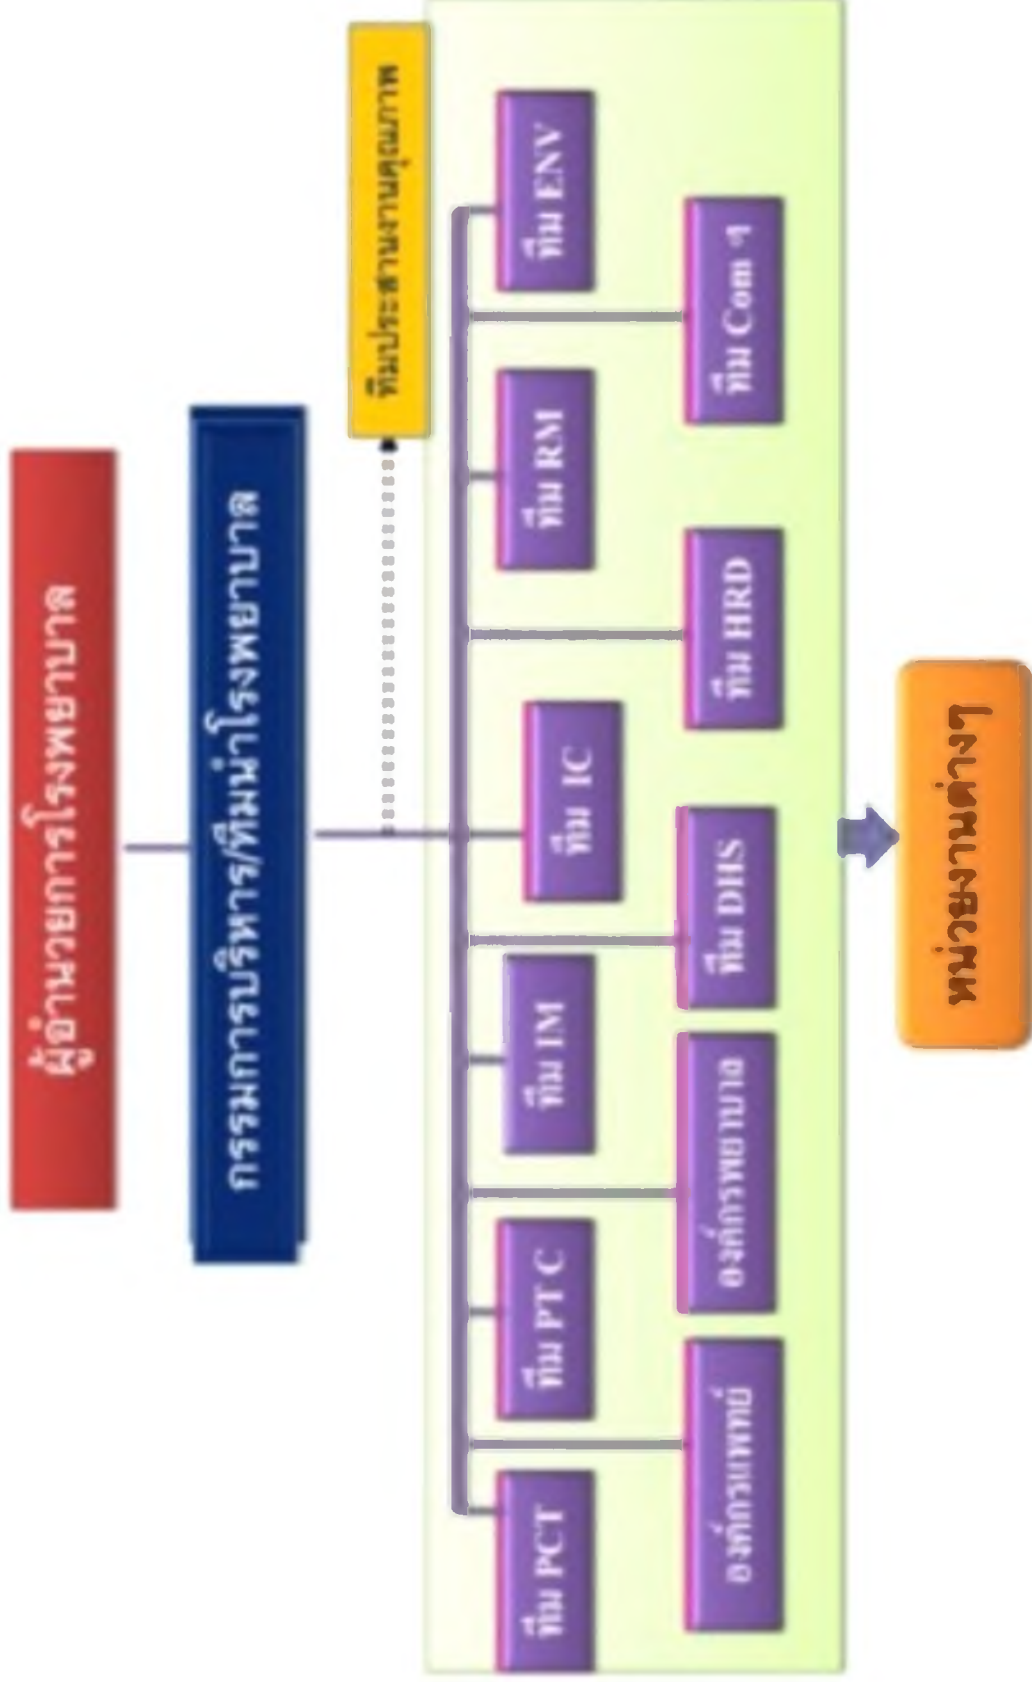 ผู้อำนวยการโรงพยาบาล
กรรมการบริหาร/ทีมนำโรงพยาบาล
ทีมประสานงานคุณภาพ
ทีม PCT
ทีม PT C
ทีม IM
ทีม IC
ทีม RM
ทีม ENV
องค์กรแพทย์
องค์กรพยาบาล
ทีม DHS
ทีม HRD
ทีม Com ๆ
หน่วยงานต่างๆ